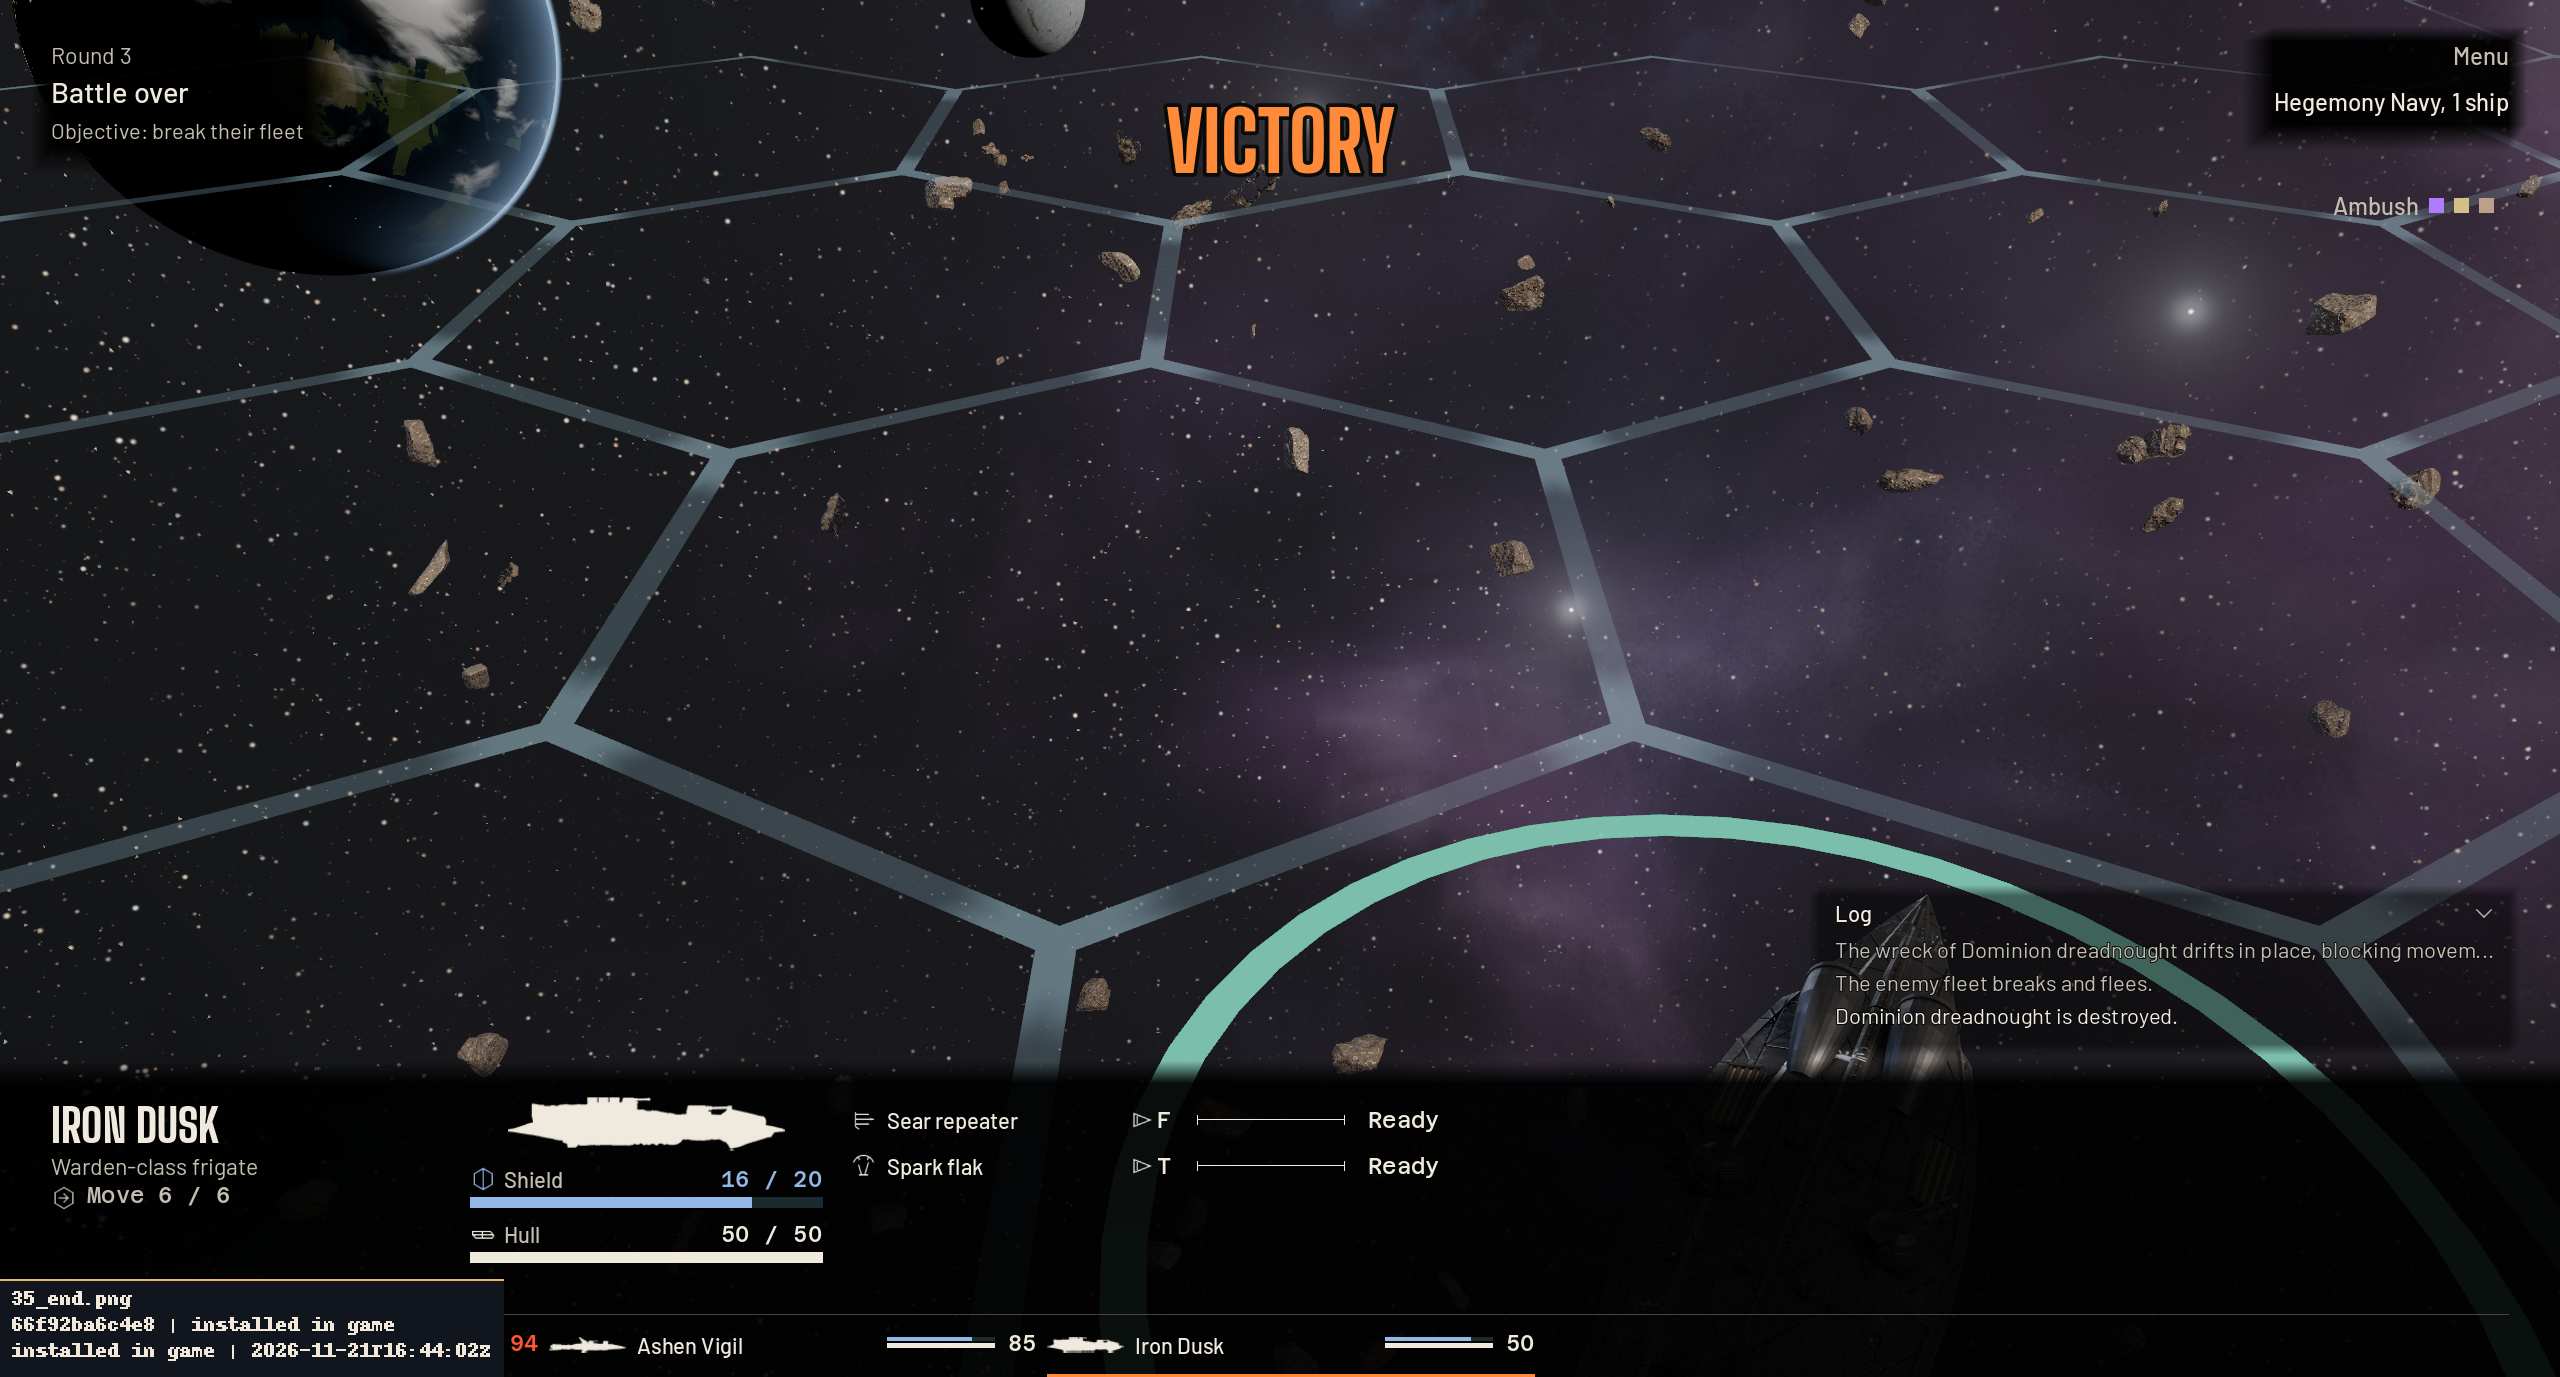 Round 3
Battle over
Objective: break their fleet
VICTORY
Menu
Hegemony Navy, 1 ship
Ambush
Log
The wreck of Dominion dreadnought drifts in place, blocking movem...
The enemy fleet breaks and flees.
Dominion dreadnought is destroyed.
IRON DUSK
Warden-class frigate
Move 6 / 6
Shield 16 / 20
Hull 50 / 50
Sear repeater F Ready
Spark flak T Ready
35_end.png
66f92ba6c4e8 | installed in game
installed in game | 2026-11-21r16:44:02z
94 Ashen Vigil 85 Iron Dusk 50